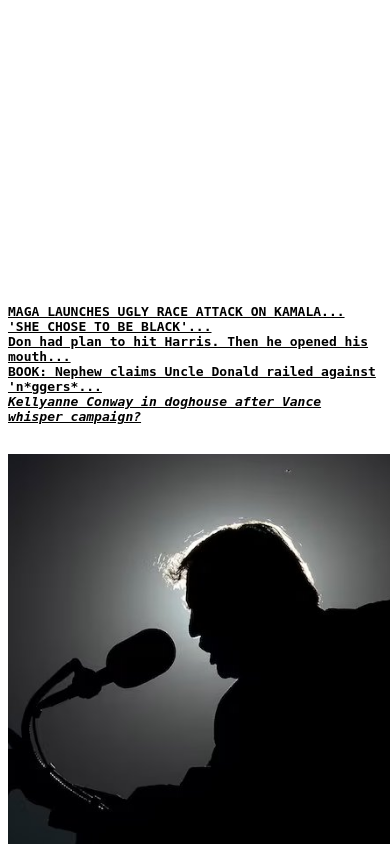 MAGA LAUNCHES UGLY RACE ATTACK ON KAMALA...
'SHE CHOSE TO BE BLACK'...
Don had plan to hit Harris. Then he opened his
mouth...
BOOK: Nephew claims Uncle Donald railed against
'n*ggers*...
Kellyanne Conway in doghouse after Vance
whisper campaign?